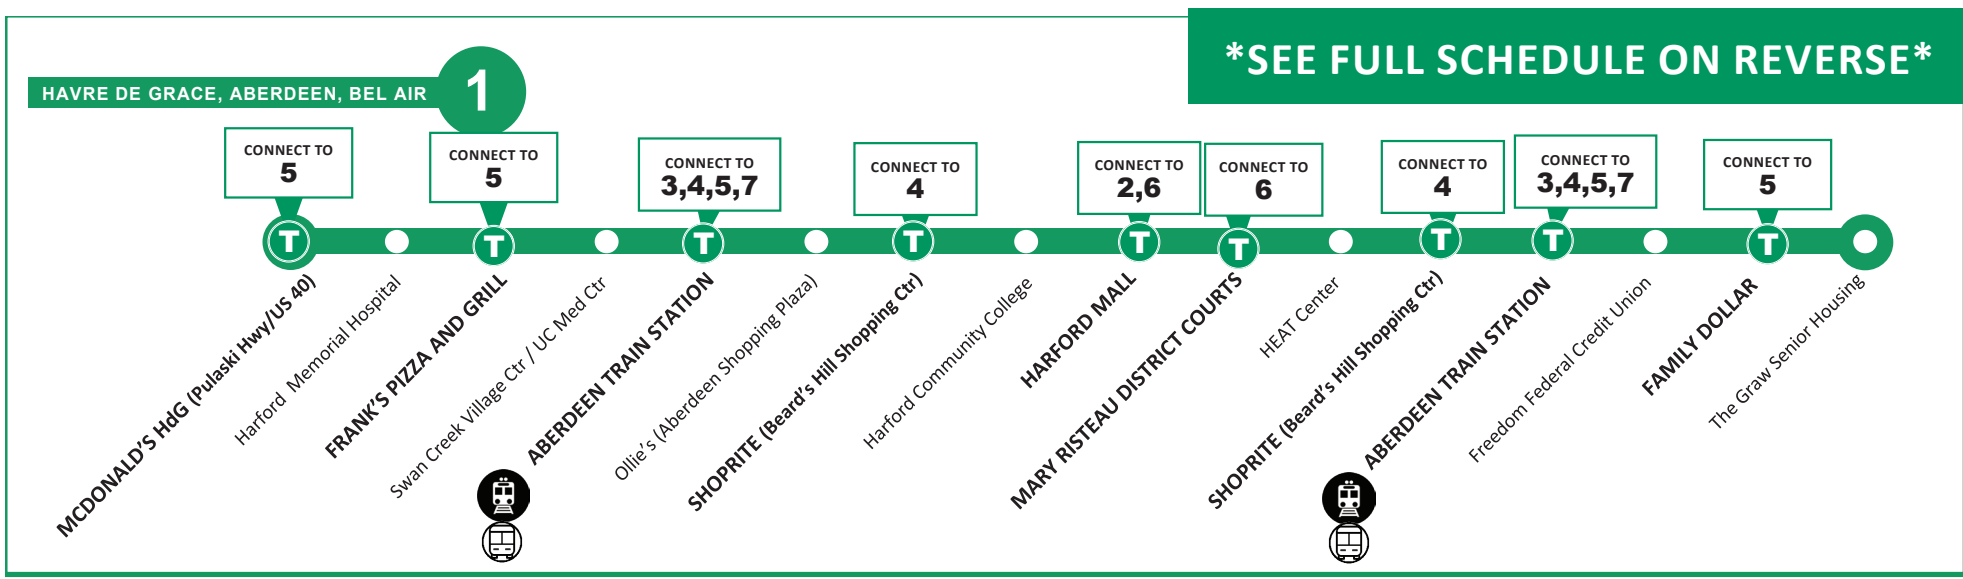 *SEE FULL SCHEDULE ON REVERSE*
HAVRE DE GRACE, ABERDEEN, BEL AIR
1
CONNECT TO
5
CONNECT TO
5
CONNECT TO
3,4,5,7
CONNECT TO
4
CONNECT TO
2,6
CONNECT TO
6
CONNECT TO
4
CONNECT TO
3,4,5,7
CONNECT TO
5
T
T
T
T
T
T
T
T
T
MCDONALD'S HdG (Pulaski Hwy/US 40)
Harford Memorial Hospital
FRANK'S PIZZA AND GRILL
Swan Creek Village Ctr / UC Med Ctr
ABERDEEN TRAIN STATION
Ollie's (Aberdeen Shopping Plaza)
SHOPRITE (Beard's Hill Shopping Ctr)
Harford Community College
HARFORD MALL
MARY RISTEAU DISTRICT COURTS
HEAT Center
SHOPRITE (Beard's Hill Shopping Ctr)
ABERDEEN TRAIN STATION
Freedom Federal Credit Union
FAMILY DOLLAR
The Graw Senior Housing